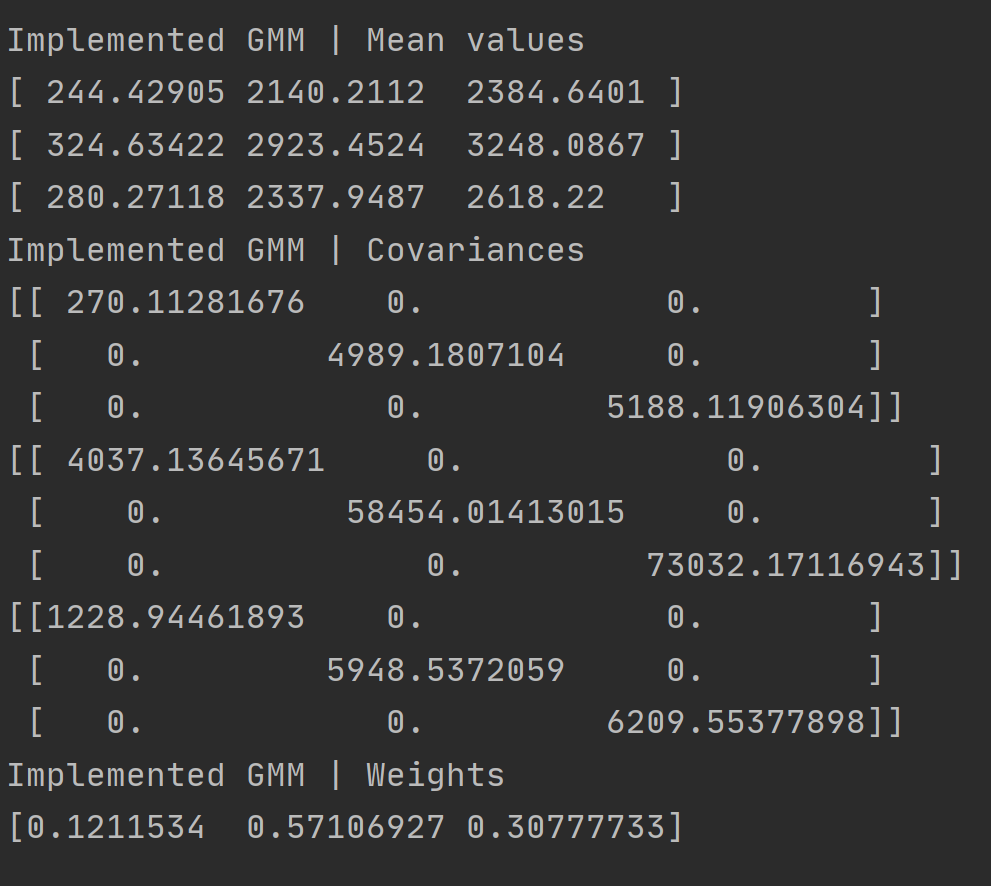 Implemented GMM | Mean values
[ 244.42905 2140.2112  2384.6401 ]
[ 324.63422 2923.4524  3248.0867 ]
[ 280.27118 2337.9487  2618.22   ]
Implemented GMM | Covariances
[[ 270.11281676    0.            0.        ]
 [   0.         4989.1807104     0.        ]
 [   0.            0.         5188.11906304]]
[[ 4037.13645671     0.             0.        ]
 [    0.         58454.01413015     0.        ]
 [    0.             0.         73032.17116943]]
[[1228.94461893    0.            0.        ]
 [   0.         5948.5372059     0.        ]
 [   0.            0.         6209.55377898]]
Implemented GMM | Weights
[0.1211534  0.57106927 0.30777733]